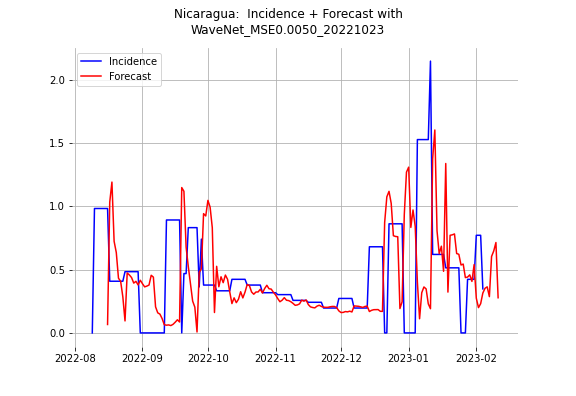 Nicaragua:  Incidence + Forecast with
WaveNet_MSE0.0050_20221023
Incidence
Forecast
2.0
1.5
1.0
0.5
0.0
2022-08 2022-09 2022-10 2022-11 2022-12 2023-01 2023-02